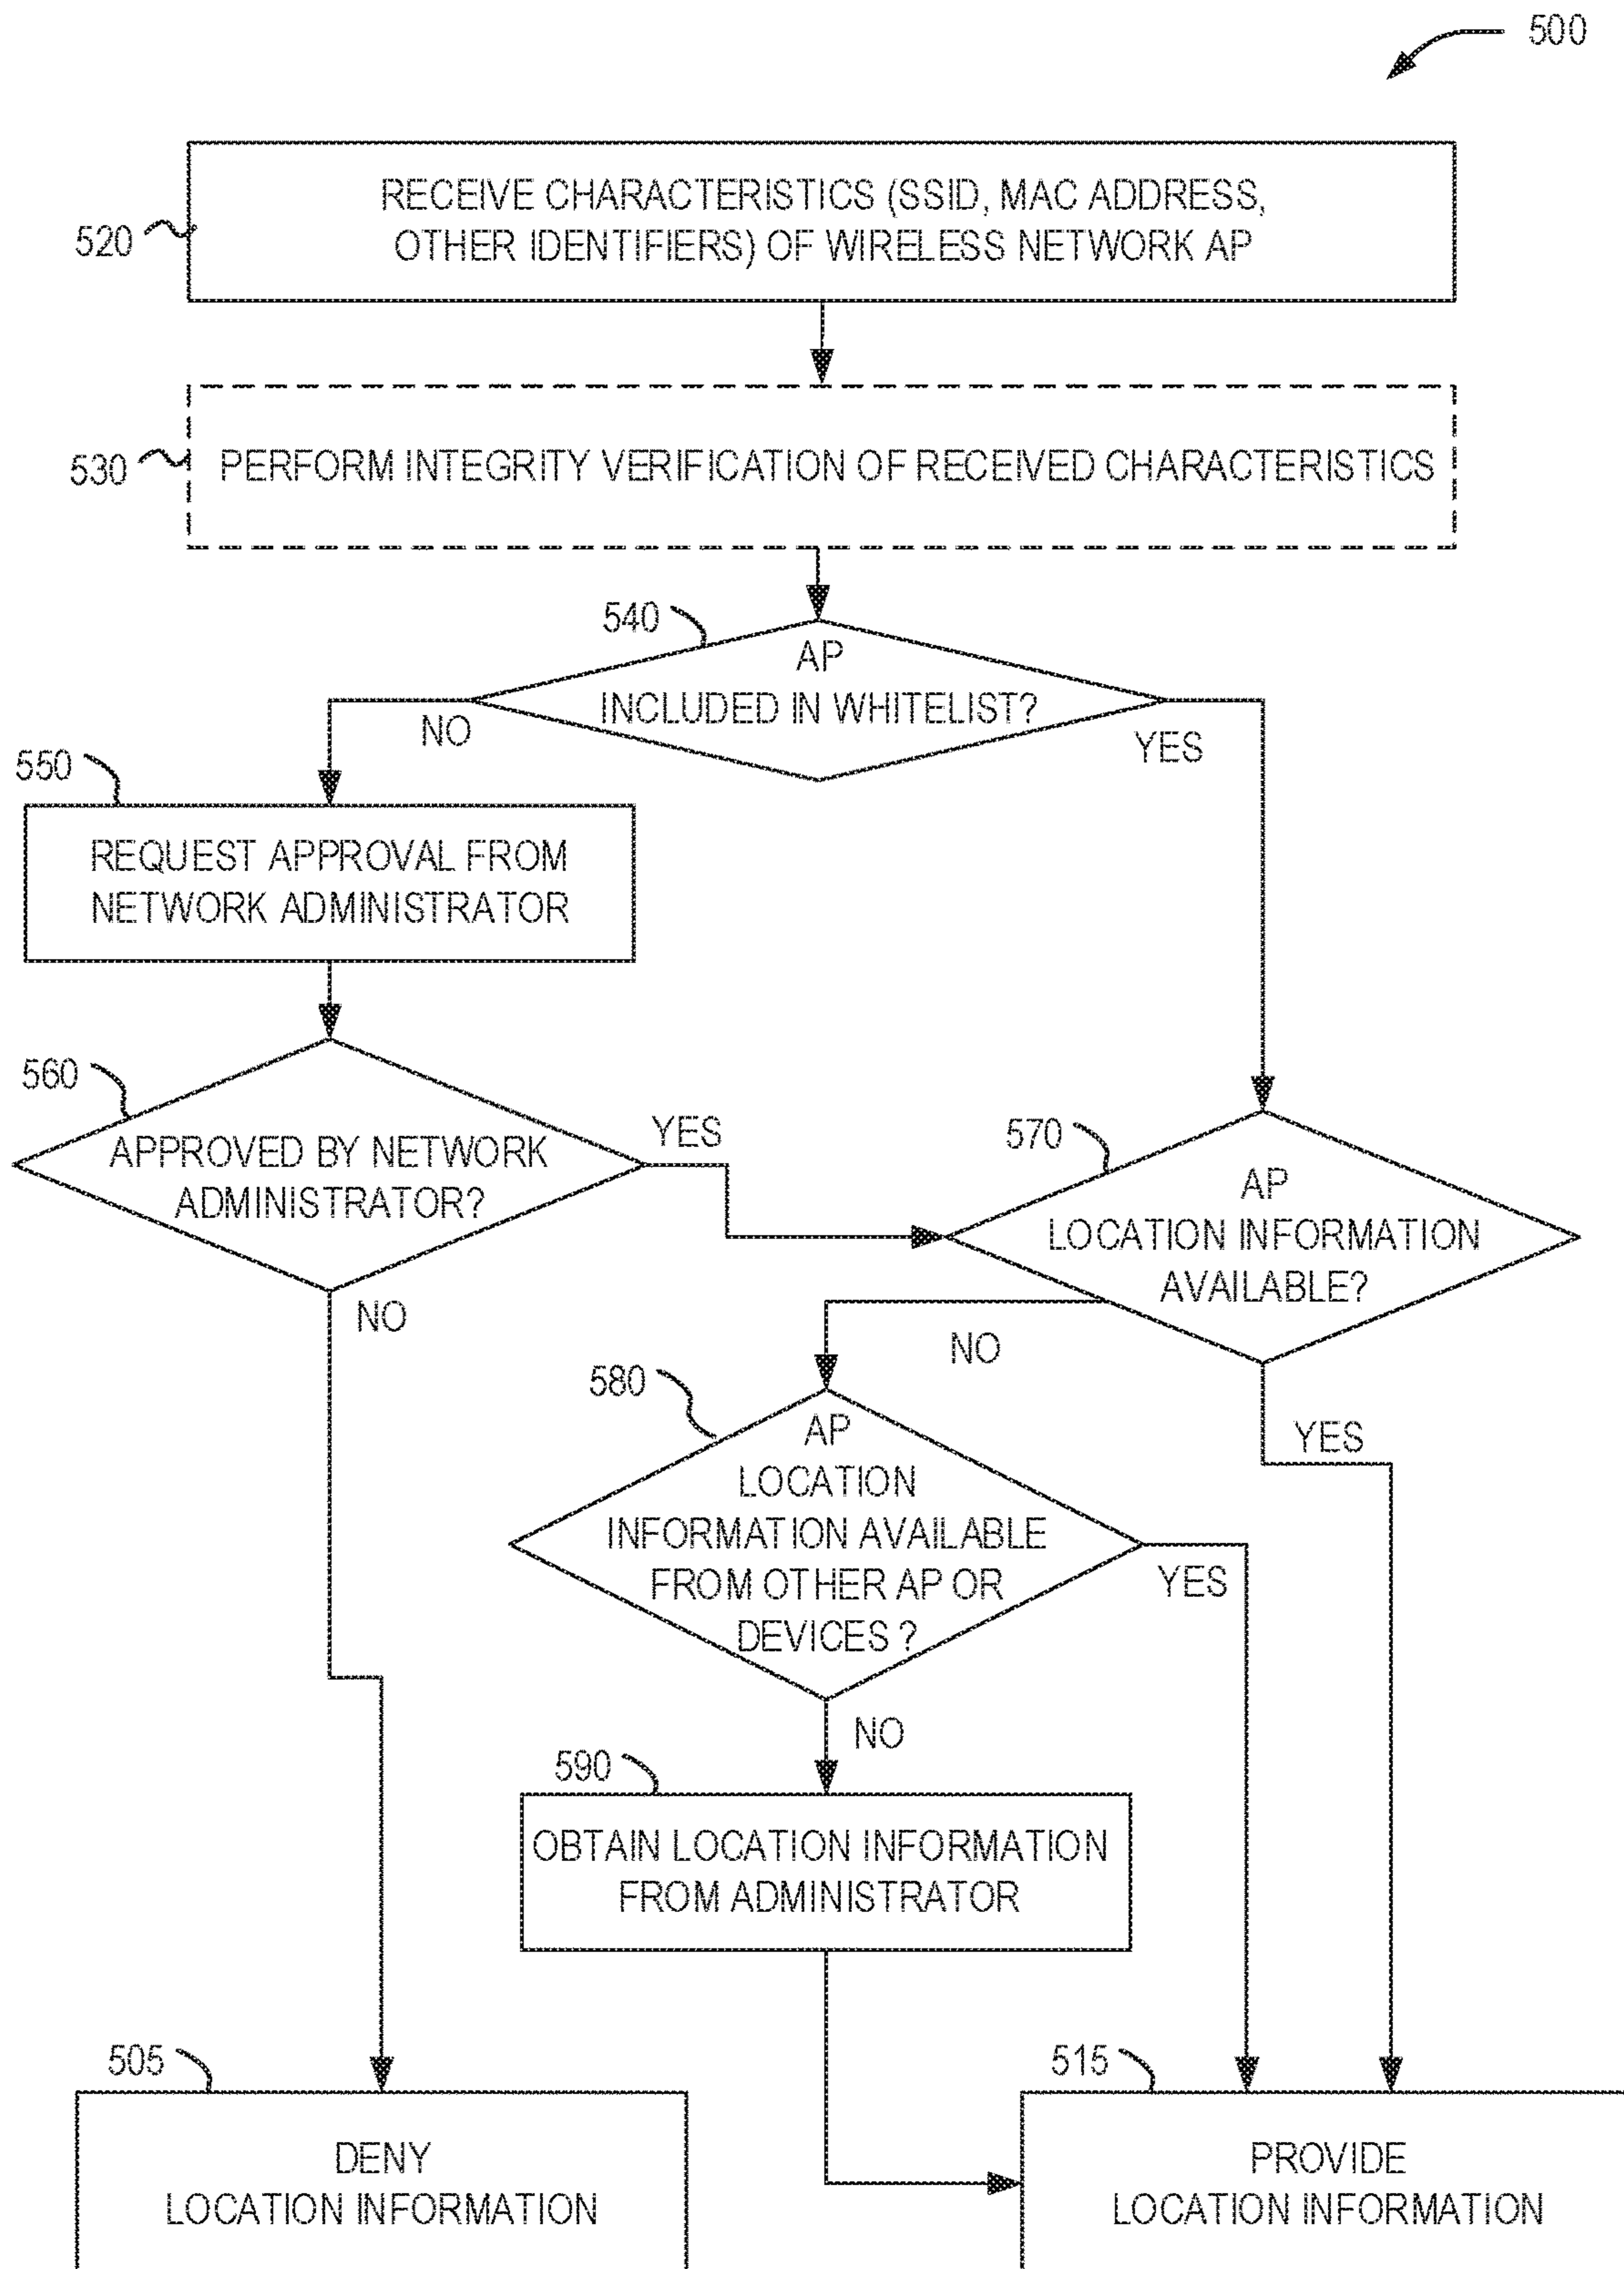 500
RECEIVE CHARACTERISTICS (SSID, MAC ADDRESS,
OTHER IDENTIFIERS) OF WIRELESS NETWORK AP
520
530
PERFORM INTEGRITY VERIFICATION OF RECEIVED CHARACTERISTICS
540
AP
INCLUDED IN WHITELIST?
NO
YES
550
REQUEST APPROVAL FROM
NETWORK ADMINISTRATOR
560
APPROVED BY NETWORK
ADMINISTRATOR?
YES
NO
570
AP
LOCATION INFORMATION
AVAILABLE?
NO
YES
580
AP
LOCATION
INFORMATION AVAILABLE
FROM OTHER AP OR
DEVICES ?
YES
NO
590
OBTAIN LOCATION INFORMATION
FROM ADMINISTRATOR
505
DENY
LOCATION INFORMATION
515
PROVIDE
LOCATION INFORMATION